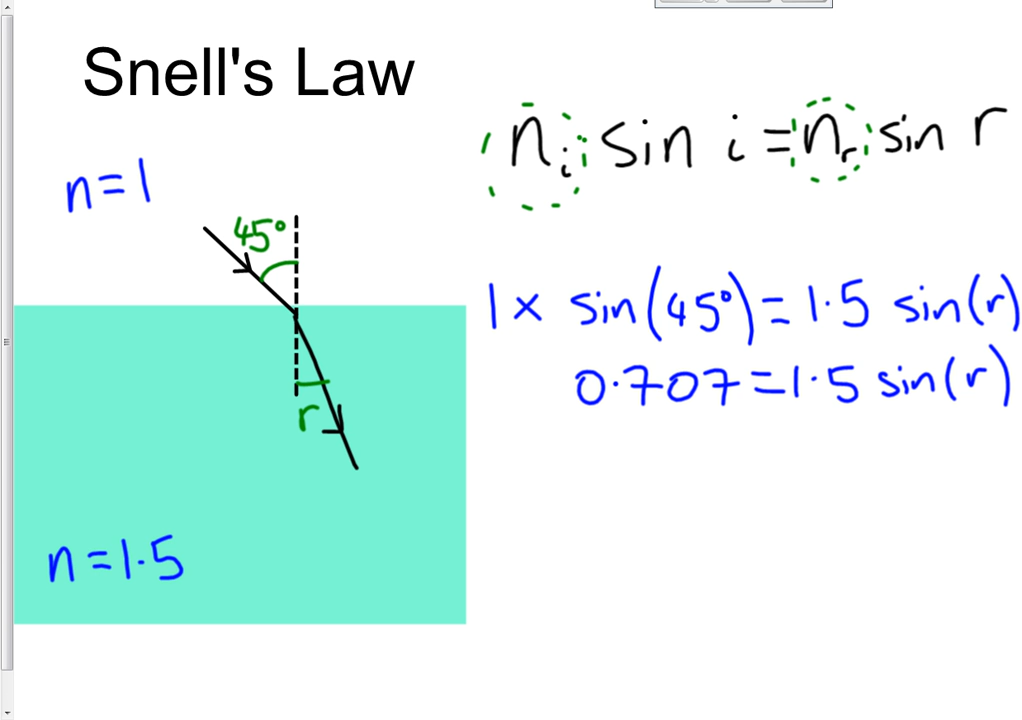 Snell's Law
nᵢ sin i = nᵣ sin r
n=1
45°
1 × sin(45°) = 1·5 sin(r)
0·707 = 1·5 sin(r)
r
n=1·5